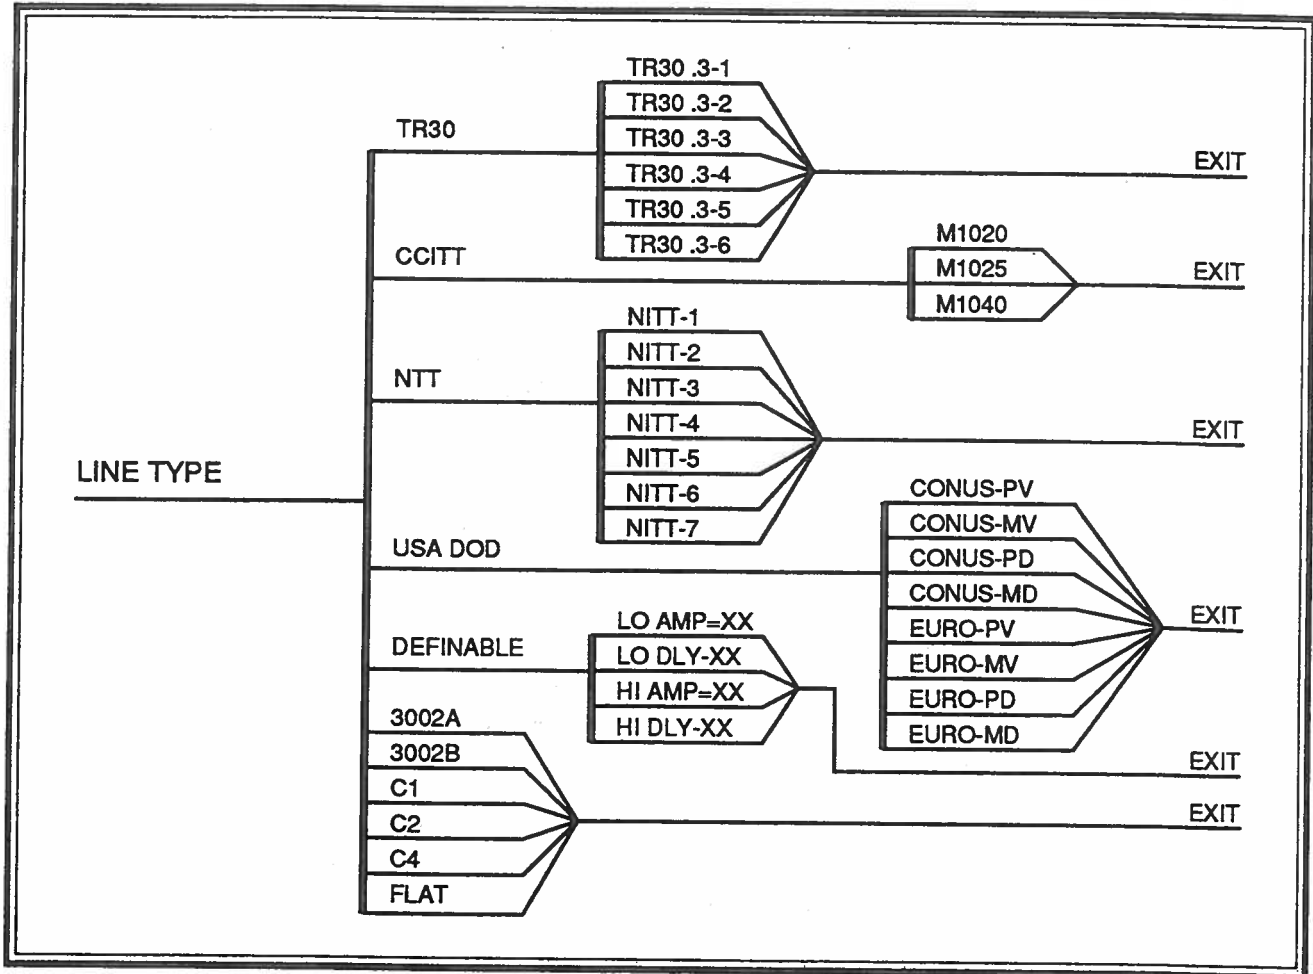 LINE TYPE
TR30
TR30 .3-1
TR30 .3-2
TR30 .3-3
TR30 .3-4
TR30 .3-5
TR30 .3-6
EXIT
CCITT
M1020
M1025
M1040
EXIT
NTT
NITT-1
NITT-2
NITT-3
NITT-4
NITT-5
NITT-6
NITT-7
EXIT
USA DOD
CONUS-PV
CONUS-MV
CONUS-PD
CONUS-MD
EURO-PV
EURO-MV
EURO-PD
EURO-MD
EXIT
DEFINABLE
LO AMP=XX
LO DLY-XX
HI AMP=XX
HI DLY-XX
EXIT
3002A
3002B
C1
C2
C4
FLAT
EXIT